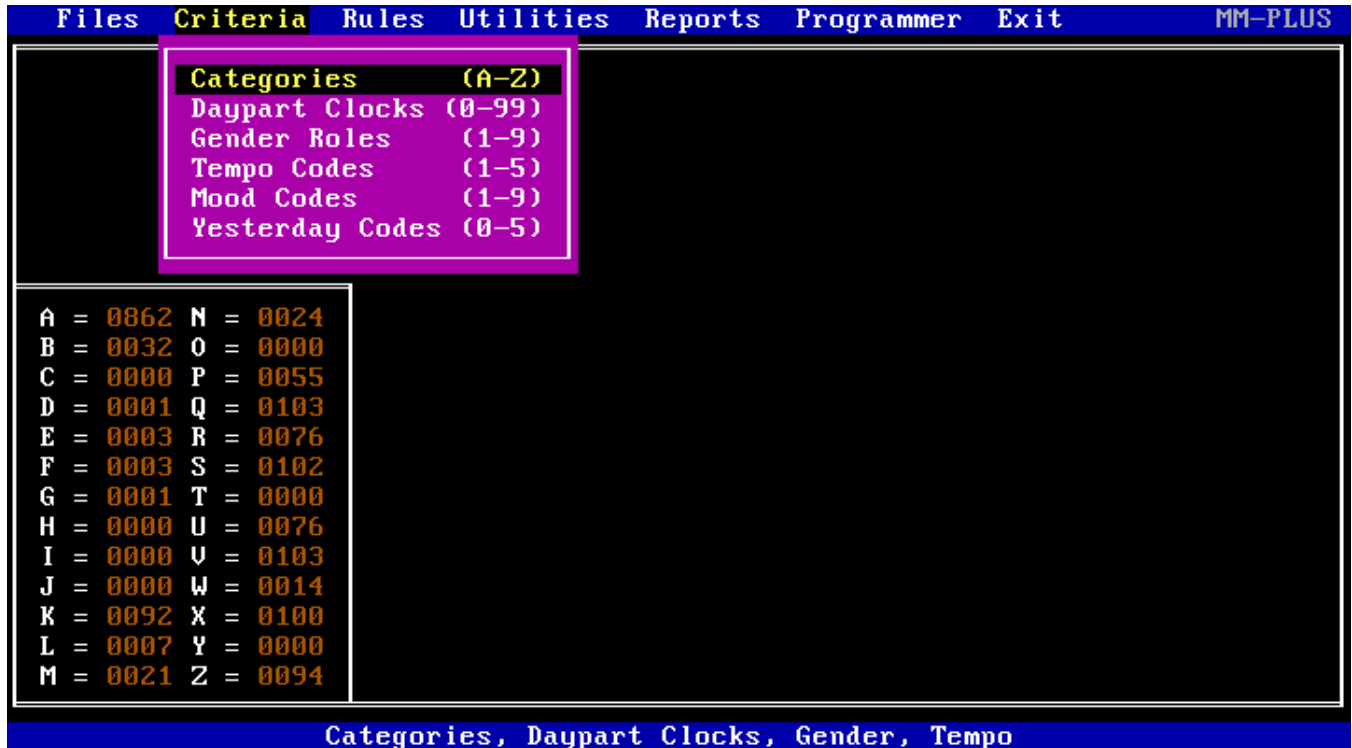 Files Criteria Rules Utilities Reports Programmer Exit MM-PLUS
Categories (A-Z)
Daypart Clocks (0-99)
Gender Roles (1-9)
Tempo Codes (1-5)
Mood Codes (1-9)
Yesterday Codes (0-5)
A = 0862 N = 0024
B = 0032 O = 0000
C = 0000 P = 0055
D = 0001 Q = 0103
E = 0003 R = 0076
F = 0003 S = 0102
G = 0001 T = 0000
H = 0000 U = 0076
I = 0000 V = 0103
J = 0000 W = 0014
K = 0092 X = 0100
L = 0007 Y = 0000
M = 0021 Z = 0094
Categories, Daypart Clocks, Gender, Tempo